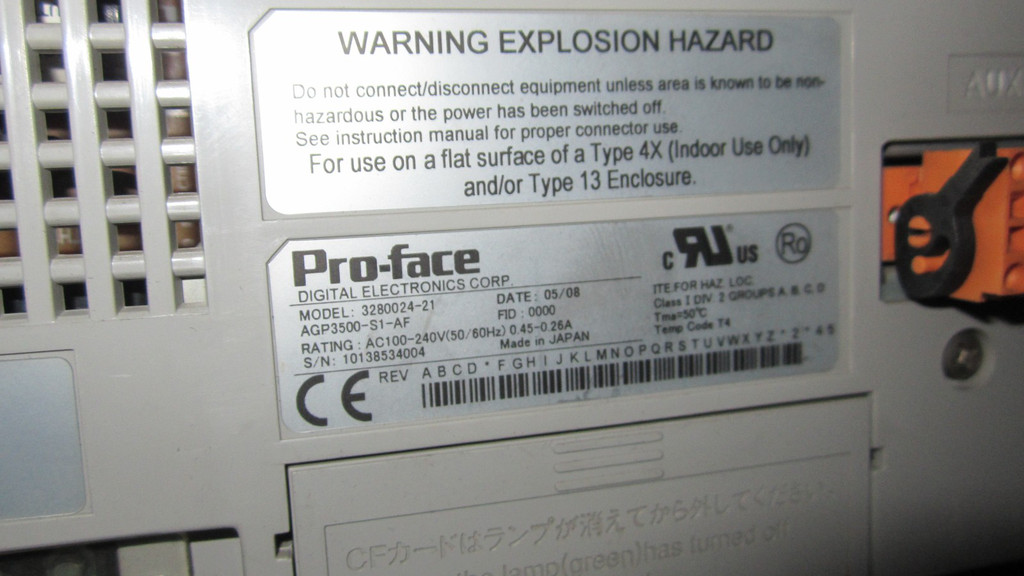 WARNING EXPLOSION HAZARD
Do not connect/disconnect equipment unless area is known to be non-
hazardous or the power has been switched off.
See instruction manual for proper connector use.
For use on a flat surface of a Type 4X (Indoor Use Only)
and/or Type 13 Enclosure.
AUX
Pro-face
DIGITAL ELECTRONICS CORP.
MODEL: 3280024-21
AGP3500-S1-AF
RATING: AC100-240V(50/60Hz) 0.45-0.26A
S/N: 10138534004
DATE: 05/08
FID: 0000
Made in JAPAN
C RU US
Ro
ITE.FOR HAZ. LOC.
Class I DIV. 2 GROUPS A, B, C, D
Tma=50℃
Temp Code T4
CE REV A B C D * F G H I J K L M N O P Q R S T U V W X Y Z * 2 * 4 5
CFカードはランプが消えてから外してください。
the lamp(green)has turned off